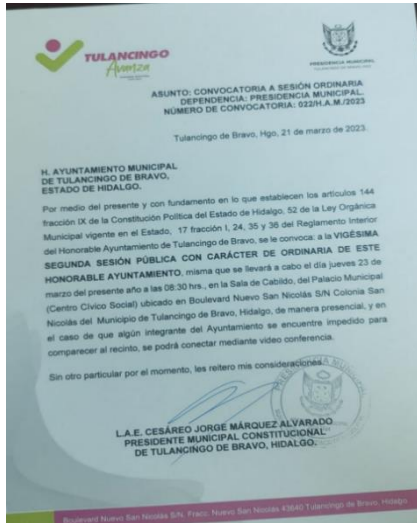 TULANCINGO
Avanza
PRESIDENCIA MUNICIPAL
ASUNTO: CONVOCATORIA A SESIÓN ORDINARIA
DEPENDENCIA: PRESIDENCIA MUNICIPAL.
NÚMERO DE CONVOCATORIA: 022/H.A.M./2023
Tulancingo de Bravo, Hgo, 21 de marzo de 2023.
H. AYUNTAMIENTO MUNICIPAL
DE TULANCINGO DE BRAVO,
ESTADO DE HIDALGO.
Por medio del presente y con fundamento en lo que establecen los artículos 144
fracción IX de la Constitución Política del Estado de Hidalgo, 52 de la Ley Orgánica
Municipal vigente en el Estado, 17 fracción I, 24, 35 y 36 del Reglamento Interior
del Honorable Ayuntamiento de Tulancingo de Bravo, se le convoca: a la VIGÉSIMA
SEGUNDA SESIÓN PÚBLICA CON CARÁCTER DE ORDINARIA DE ESTE
HONORABLE AYUNTAMIENTO, misma que se llevará a cabo el día jueves 23 de
marzo del presente año a las 08:30 hrs., en la Sala de Cabildo, del Palacio Municipal
(Centro Cívico Social) ubicado en Boulevard Nuevo San Nicolás S/N Colonia San
Nicolás del Municipio de Tulancingo de Bravo, Hidalgo, de manera presencial, y en
el caso de que algún integrante del Ayuntamiento se encuentre impedido para
comparecer al recinto, se podrá conectar mediante video conferencia.
Sin otro particular por el momento, les reitero mis consideraciones
PRESIDENCIA MUNICIPAL
L.A.E. CESÁREO JORGE MÁRQUEZ ALVARADO
PRESIDENTE MUNICIPAL CONSTITUCIONAL
DE TULANCINGO DE BRAVO, HIDALGO.
Boulevard Nuevo San Nicolás S/N, Fracc. Nuevo San Nicolás 43640 Tulancingo de Bravo, Hidalgo